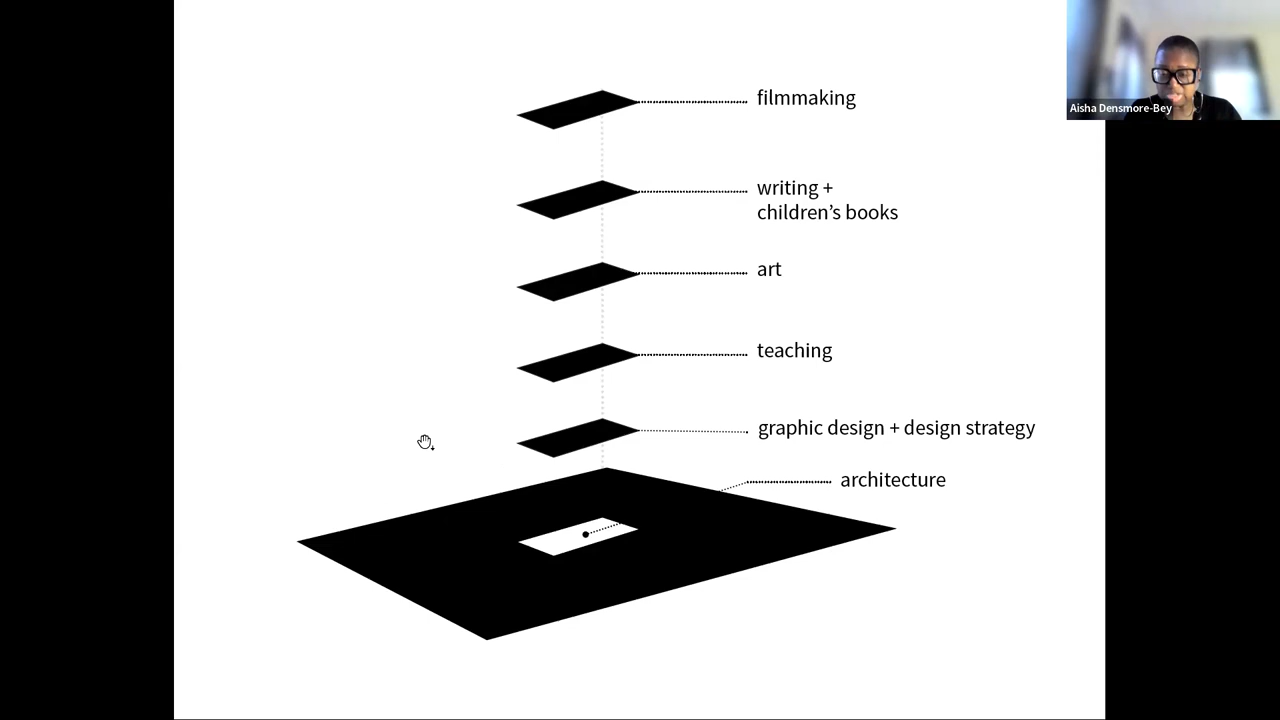 filmmaking
Aisha Densmore-Bey
writing +
children’s books
art
teaching
graphic design + design strategy
architecture